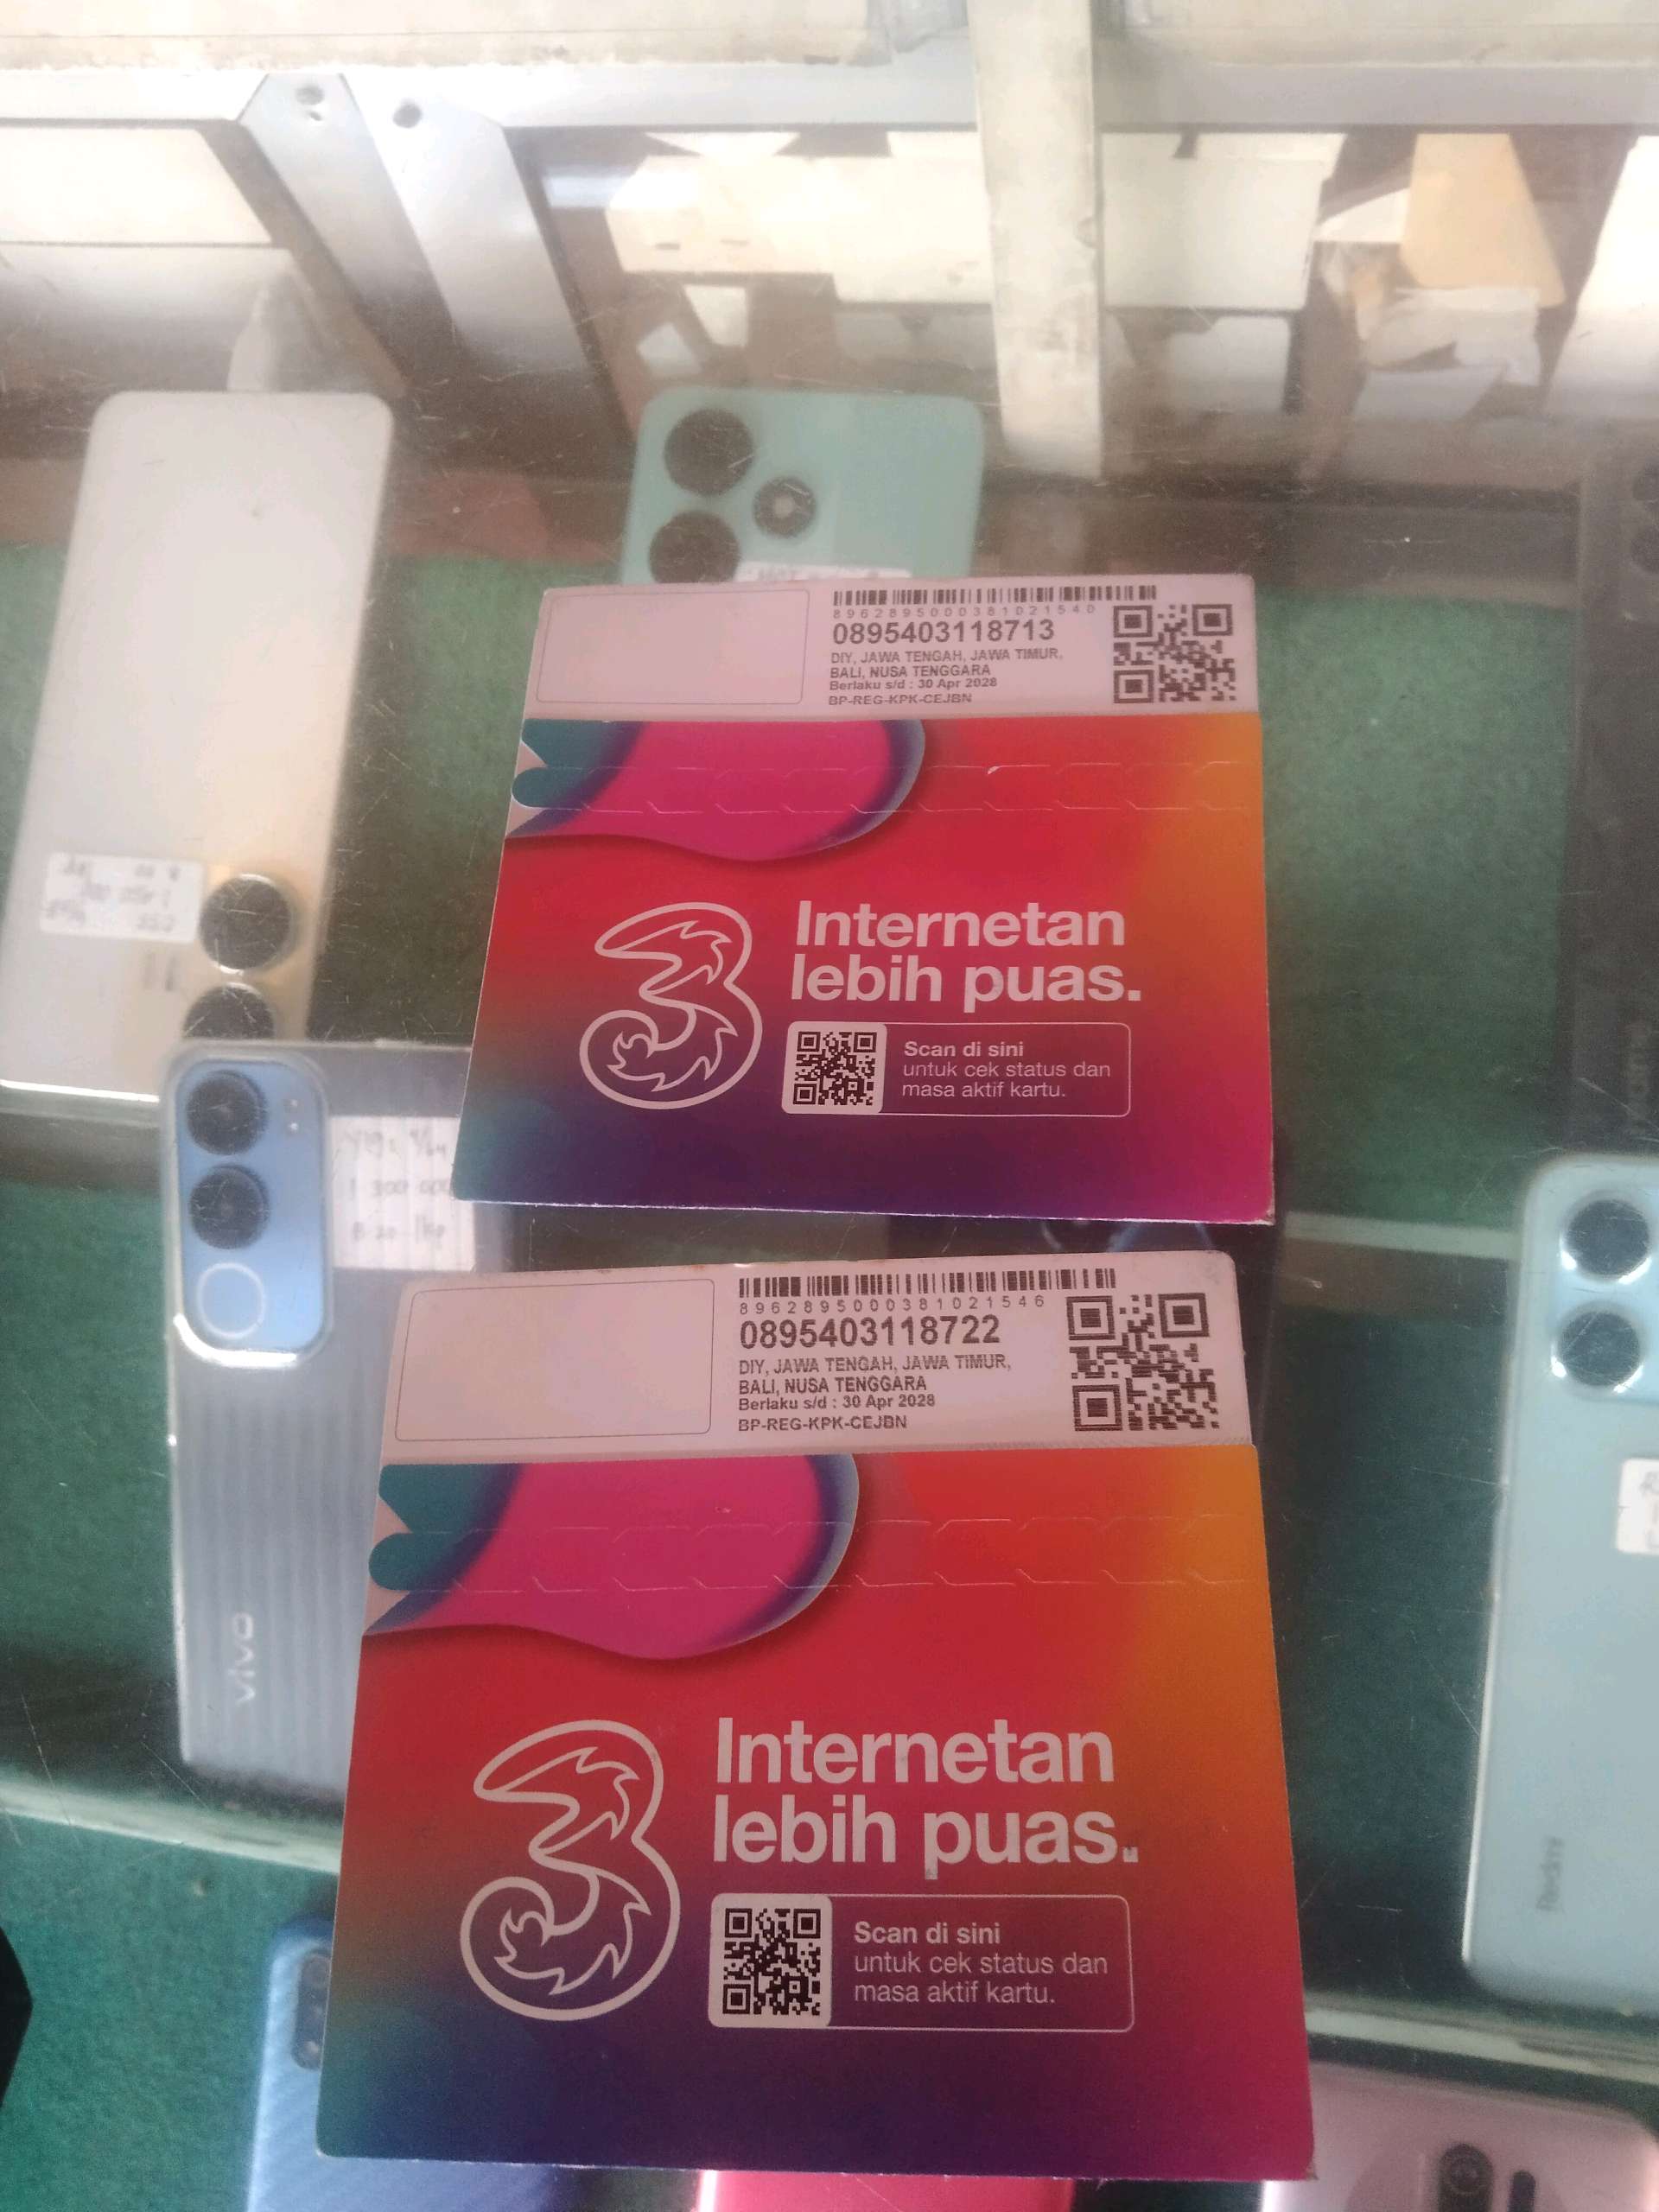 8962895000381021540
0895403118713
DIY, JAWA TENGAH, JAWA TIMUR,
BALI, NUSA TENGGARA
Berlaku s/d : 30 Apr 2028
BP-REG-KPK-CEJBN
3
Internetan
lebih puas.
Scan di sini
untuk cek status dan
masa aktif kartu.
8962895000381021546
0895403118722
DIY, JAWA TENGAH, JAWA TIMUR,
BALI, NUSA TENGGARA
Berlaku s/d : 30 Apr 2028
BP-REG-KPK-CEJBN
3
Internetan
lebih puas.
Scan di sini
untuk cek status dan
masa aktif kartu.
vivo
Redmi